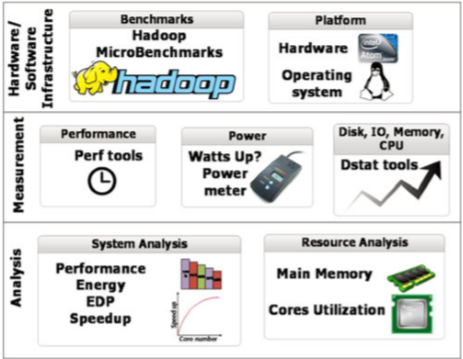 Hardware/
Software
Infrastructure
Benchmarks
Hadoop
MicroBenchmarks
hadoop
Platform
Hardware
intel
Atom
Operating
system
Measurement
Performance
Perf tools
Power
Watts Up?
Power
meter
Disk, IO, Memory,
CPU
Dstat tools
Analysis
System Analysis
Performance
Energy
EDP
Speedup
Speed up
Core number
Resource Analysis
Main Memory
Cores Utilization